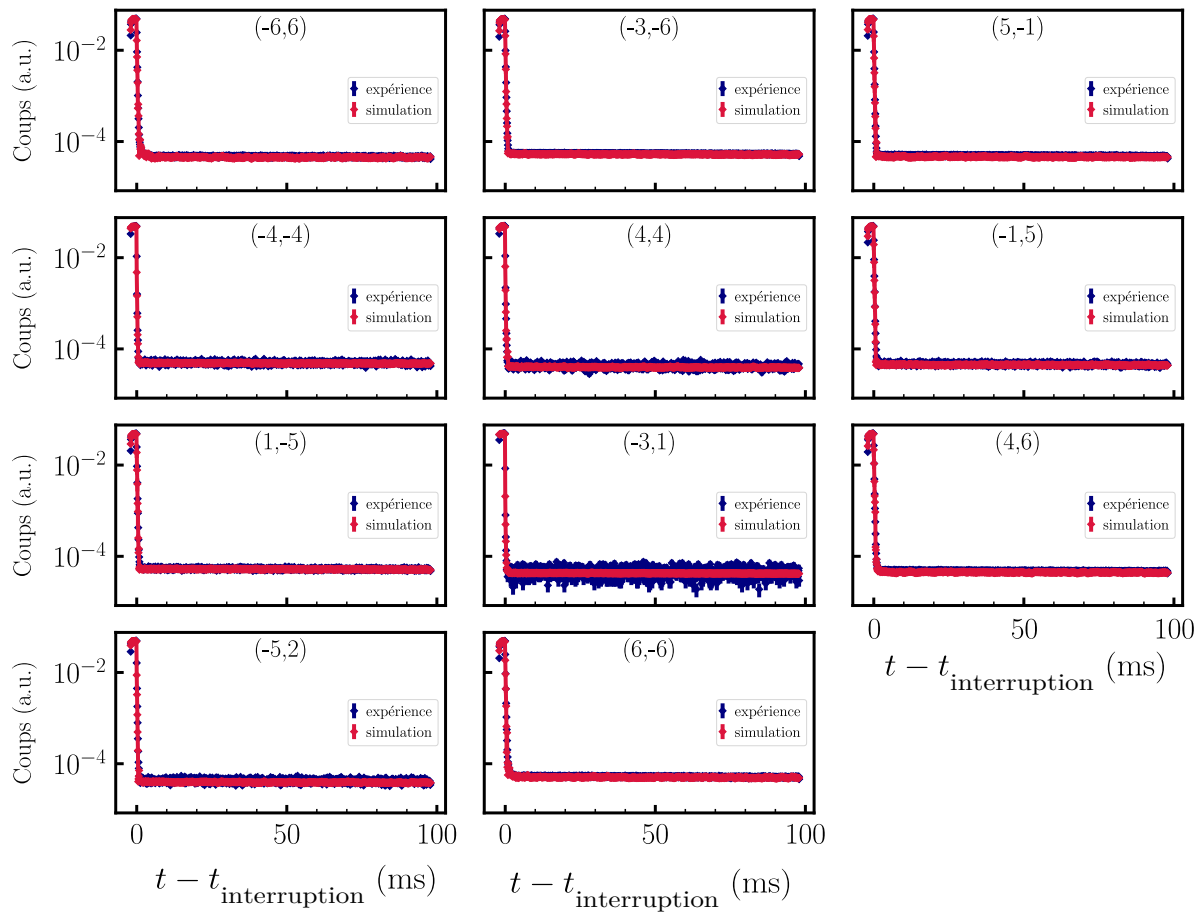 (-6,6)
Coups (a.u.)
10⁻²
10⁻⁴
expérience
simulation
(-3,-6)
expérience
simulation
(5,-1)
expérience
simulation
(-4,-4)
Coups (a.u.)
10⁻²
10⁻⁴
expérience
simulation
(4,4)
expérience
simulation
(-1,5)
expérience
simulation
(1,-5)
Coups (a.u.)
10⁻²
10⁻⁴
expérience
simulation
(-3,1)
expérience
simulation
(4,6)
expérience
simulation
0 50 100
t − t_interruption (ms)
(-5,2)
Coups (a.u.)
10⁻²
10⁻⁴
expérience
simulation
0 50 100
t − t_interruption (ms)
(6,-6)
expérience
simulation
0 50 100
t − t_interruption (ms)